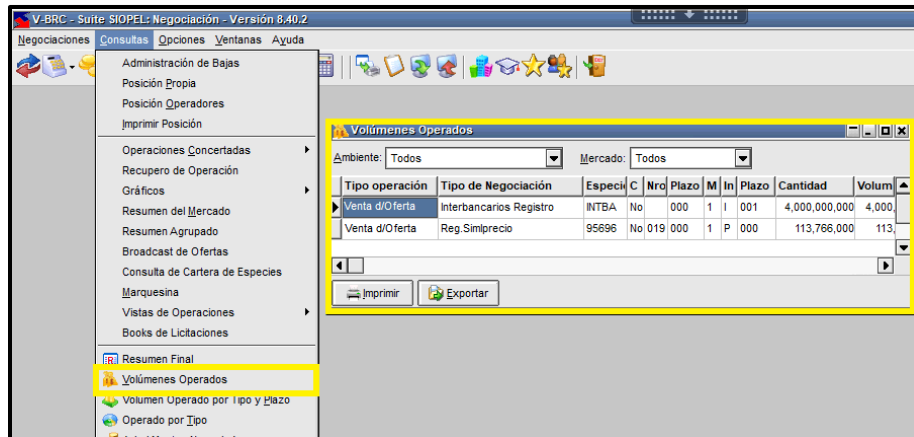 V-BRC - Suite SIOPEL: Negociación - Versión 8.40.2
Negociaciones Consultas Opciones Ventanas Ayuda
Administración de Bajas
Posición Propia
Posición Operadores
Imprimir Posición
Operaciones Concertadas
Recupero de Operación
Gráficos
Resumen del Mercado
Resumen Agrupado
Broadcast de Ofertas
Consulta de Cartera de Especies
Marquesina
Vistas de Operaciones
Books de Licitaciones
Resumen Final
Volúmenes Operados
Volumen Operado por Tipo y Plazo
Operado por Tipo
Volúmenes Operados
Ambiente: Todos Mercado: Todos
Tipo operación Tipo de Negociación Especi C Nro Plazo M In Plazo Cantidad Volum
Venta d/Oferta Interbancarios Registro INTBA No 000 1 I 001 4,000,000,000 4,000,
Venta d/Oferta Reg.Simlprecio 95696 No 019 000 1 P 000 113,766,000 113,
Imprimir Exportar